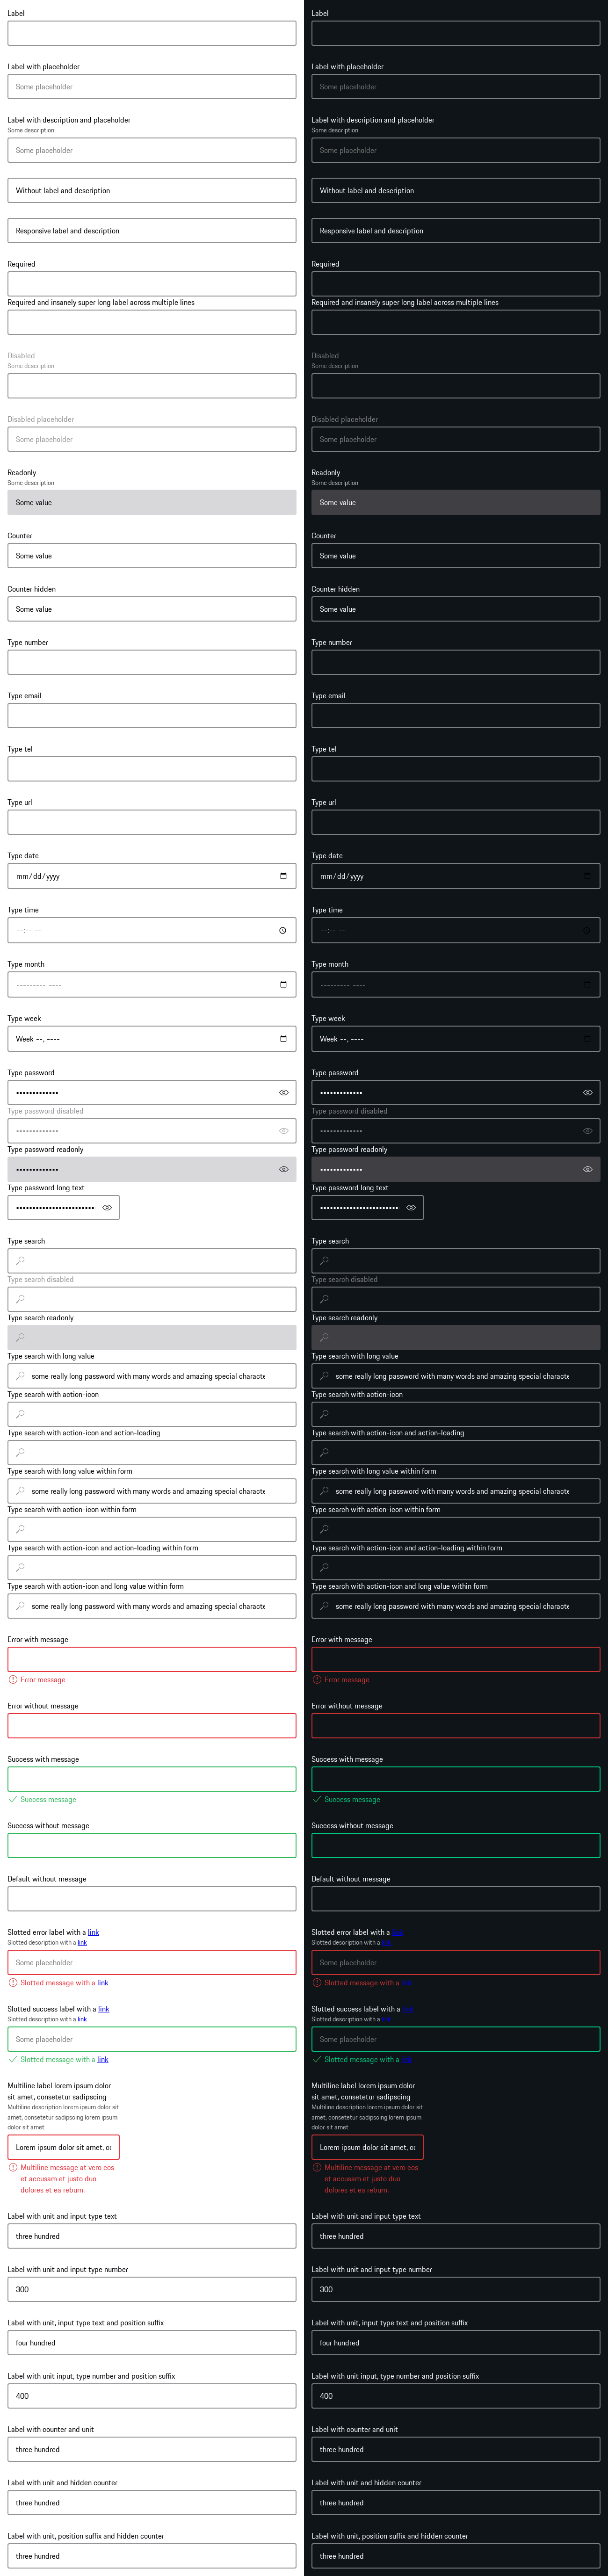 Label
Label with placeholder
Some placeholder
Label with description and placeholder
Some description
Some placeholder
Without label and description
Responsive label and description
Required
Required and insanely super long label across multiple lines
Disabled
Some description
Disabled placeholder
Some placeholder
Readonly
Some description
Some value
Counter
Some value
Counter hidden
Some value
Type number
Type email
Type tel
Type url
Type date
mm/dd/yyyy
Type time
--:-- --
Type month
--------- ----
Type week
Week --, ----
Type password
•••••••••••••
Type password disabled
•••••••••••••
Type password readonly
•••••••••••••
Type password long text
••••••••••••••••••••••••
Type search
Type search disabled
Type search readonly
Type search with long value
some really long password with many words and amazing special characte
Type search with action-icon
Type search with action-icon and action-loading
Type search with long value within form
some really long password with many words and amazing special characte
Type search with action-icon within form
Type search with action-icon and action-loading within form
Type search with action-icon and long value within form
some really long password with many words and amazing special characte
Error with message
Error message
Error without message
Success with message
Success message
Success without message
Default without message
Slotted error label with a link
Slotted description with a link
Some placeholder
Slotted message with a link
Slotted success label with a link
Slotted description with a link
Some placeholder
Slotted message with a link
Multiline label lorem ipsum dolor
sit amet, consetetur sadipscing
Multiline description lorem ipsum dolor sit
amet, consetetur sadipscing lorem ipsum
dolor sit amet
Lorem ipsum dolor sit amet, co
Multiline message at vero eos
et accusam et justo duo
dolores et ea rebum.
Label with unit and input type text
three hundred
Label with unit and input type number
300
Label with unit, input type text and position suffix
four hundred
Label with unit input, type number and position suffix
400
Label with counter and unit
three hundred
Label with unit and hidden counter
three hundred
Label with unit, position suffix and hidden counter
three hundred
Label
Label with placeholder
Some placeholder
Label with description and placeholder
Some description
Some placeholder
Without label and description
Responsive label and description
Required
Required and insanely super long label across multiple lines
Disabled
Some description
Disabled placeholder
Some placeholder
Readonly
Some description
Some value
Counter
Some value
Counter hidden
Some value
Type number
Type email
Type tel
Type url
Type date
mm/dd/yyyy
Type time
--:-- --
Type month
--------- ----
Type week
Week --, ----
Type password
•••••••••••••
Type password disabled
•••••••••••••
Type password readonly
•••••••••••••
Type password long text
••••••••••••••••••••••••
Type search
Type search disabled
Type search readonly
Type search with long value
some really long password with many words and amazing special characte
Type search with action-icon
Type search with action-icon and action-loading
Type search with long value within form
some really long password with many words and amazing special characte
Type search with action-icon within form
Type search with action-icon and action-loading within form
Type search with action-icon and long value within form
some really long password with many words and amazing special characte
Error with message
Error message
Error without message
Success with message
Success message
Success without message
Default without message
Slotted error label with a link
Slotted description with a link
Some placeholder
Slotted message with a link
Slotted success label with a link
Slotted description with a link
Some placeholder
Slotted message with a link
Multiline label lorem ipsum dolor
sit amet, consetetur sadipscing
Multiline description lorem ipsum dolor sit
amet, consetetur sadipscing lorem ipsum
dolor sit amet
Lorem ipsum dolor sit amet, co
Multiline message at vero eos
et accusam et justo duo
dolores et ea rebum.
Label with unit and input type text
three hundred
Label with unit and input type number
300
Label with unit, input type text and position suffix
four hundred
Label with unit input, type number and position suffix
400
Label with counter and unit
three hundred
Label with unit and hidden counter
three hundred
Label with unit, position suffix and hidden counter
three hundred